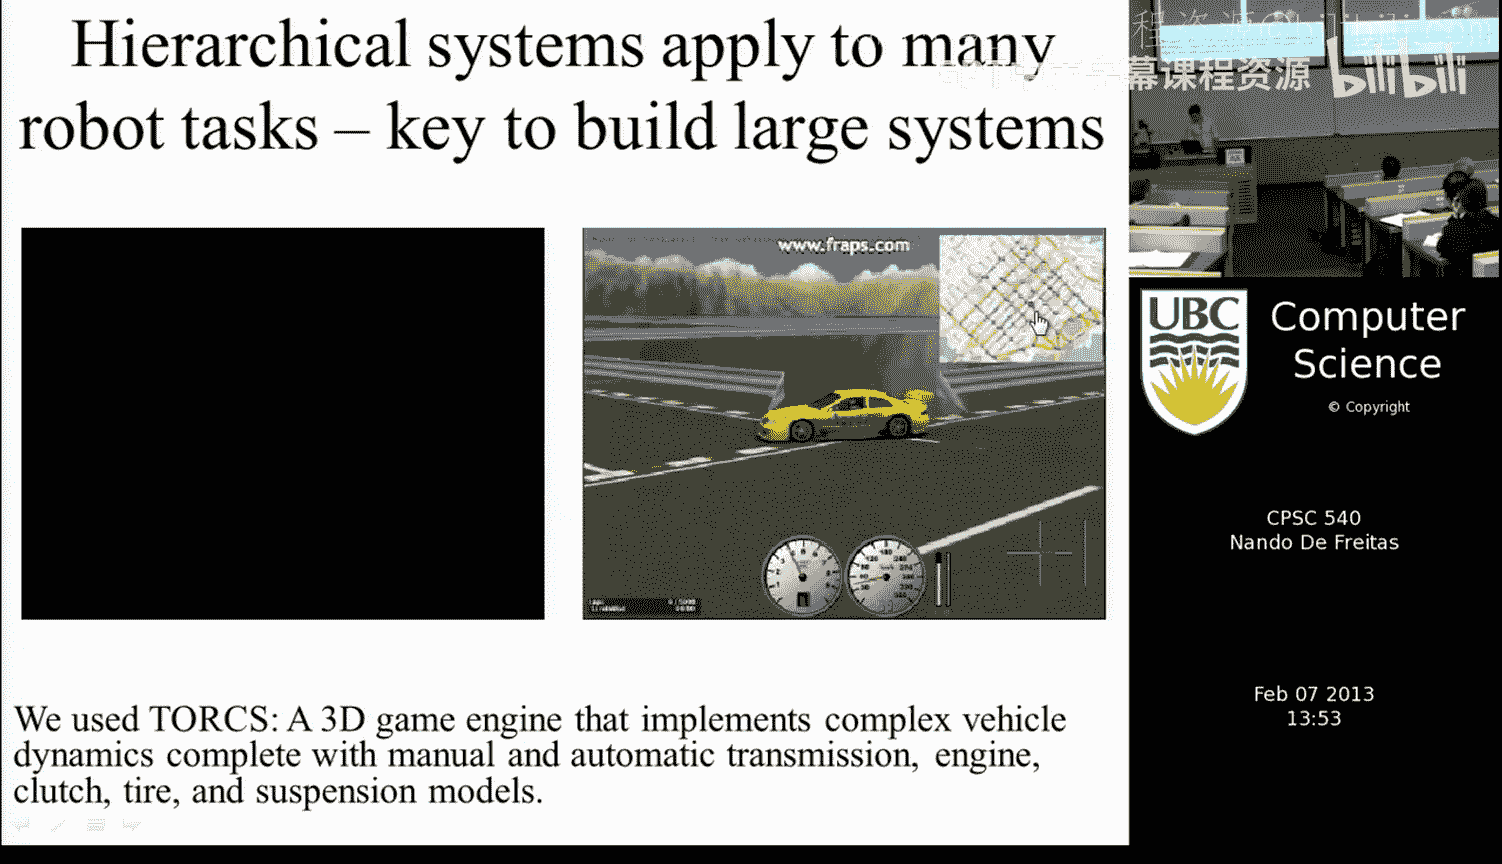 Hierarchical systems apply to many
robot tasks – key to build large systems
www.fraps.com
We used TORCS: A 3D game engine that implements complex vehicle
dynamics complete with manual and automatic transmission, engine,
clutch, tire, and suspension models.
字幕课程资源 bilibili
UBC
Computer
Science
© Copyright
CPSC 540
Nando De Freitas
Feb 07 2013
13:53